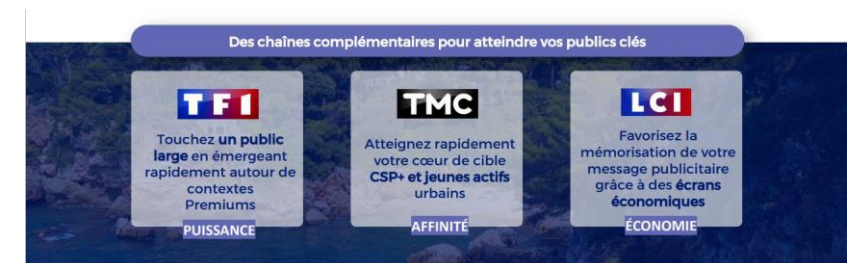 Des chaînes complémentaires pour atteindre vos publics clés
TF1
Touchez un public
large en émergeant
rapidement autour de
contextes
Premiums
PUISSANCE
TMC
Atteignez rapidement
votre cœur de cible
CSP+ et jeunes actifs
urbains
AFFINITÉ
LCI
Favorisez la
mémorisation de votre
message publicitaire
grâce à des écrans
économiques
ÉCONOMIE